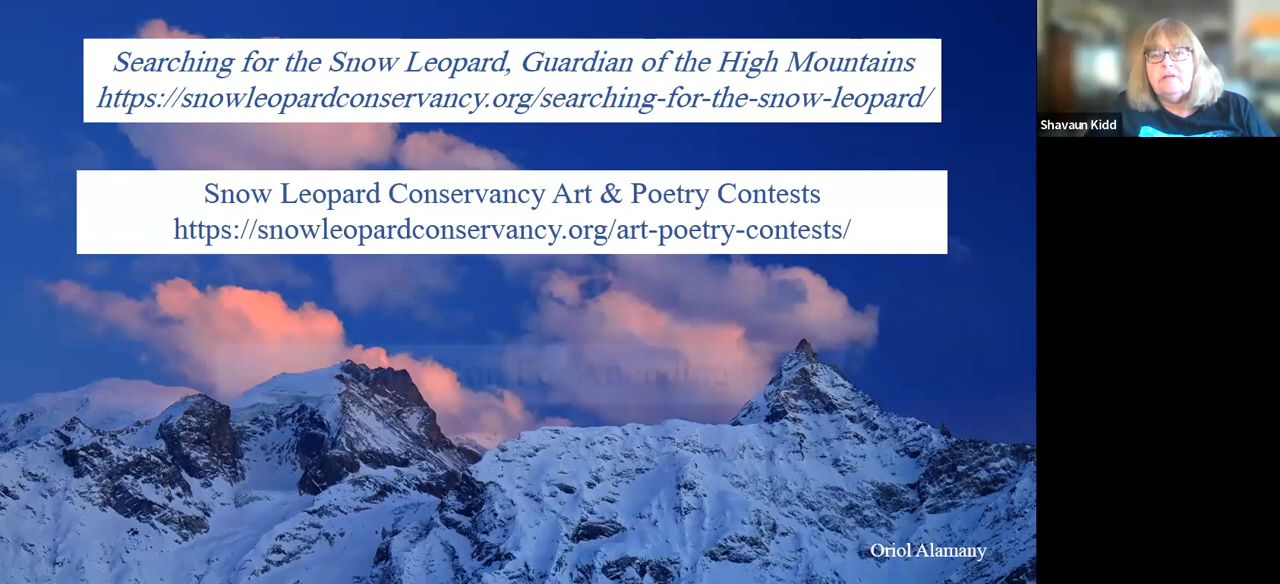 Searching for the Snow Leopard, Guardian of the High Mountains
https://snowleopardconservancy.org/searching-for-the-snow-leopard/
Snow Leopard Conservancy Art & Poetry Contests
https://snowleopardconservancy.org/art-poetry-contests/
Oriol Alamany
Shavaun Kidd